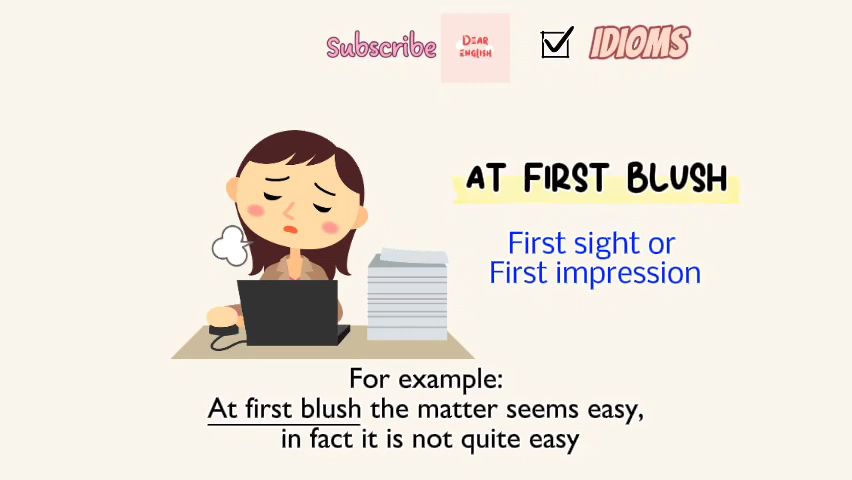 Subscribe
DEAR
ENGLISH
IDIOMS
AT FIRST BLUSH
First sight or
First impression
For example:
At first blush the matter seems easy,
in fact it is not quite easy